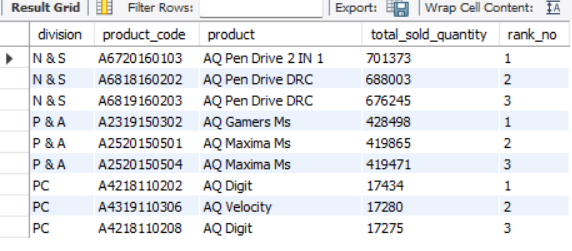 Result Grid Filter Rows: Export: Wrap Cell Content: IA
division product_code product total_sold_quantity rank_no
N & S A6720160103 AQ Pen Drive 2 IN 1 701373 1
N & S A6818160202 AQ Pen Drive DRC 688003 2
N & S A6819160203 AQ Pen Drive DRC 676245 3
P & A A2319150302 AQ Gamers Ms 428498 1
P & A A2520150501 AQ Maxima Ms 419865 2
P & A A2520150504 AQ Maxima Ms 419471 3
PC A4218110202 AQ Digit 17434 1
PC A4319110306 AQ Velocity 17280 2
PC A4218110208 AQ Digit 17275 3